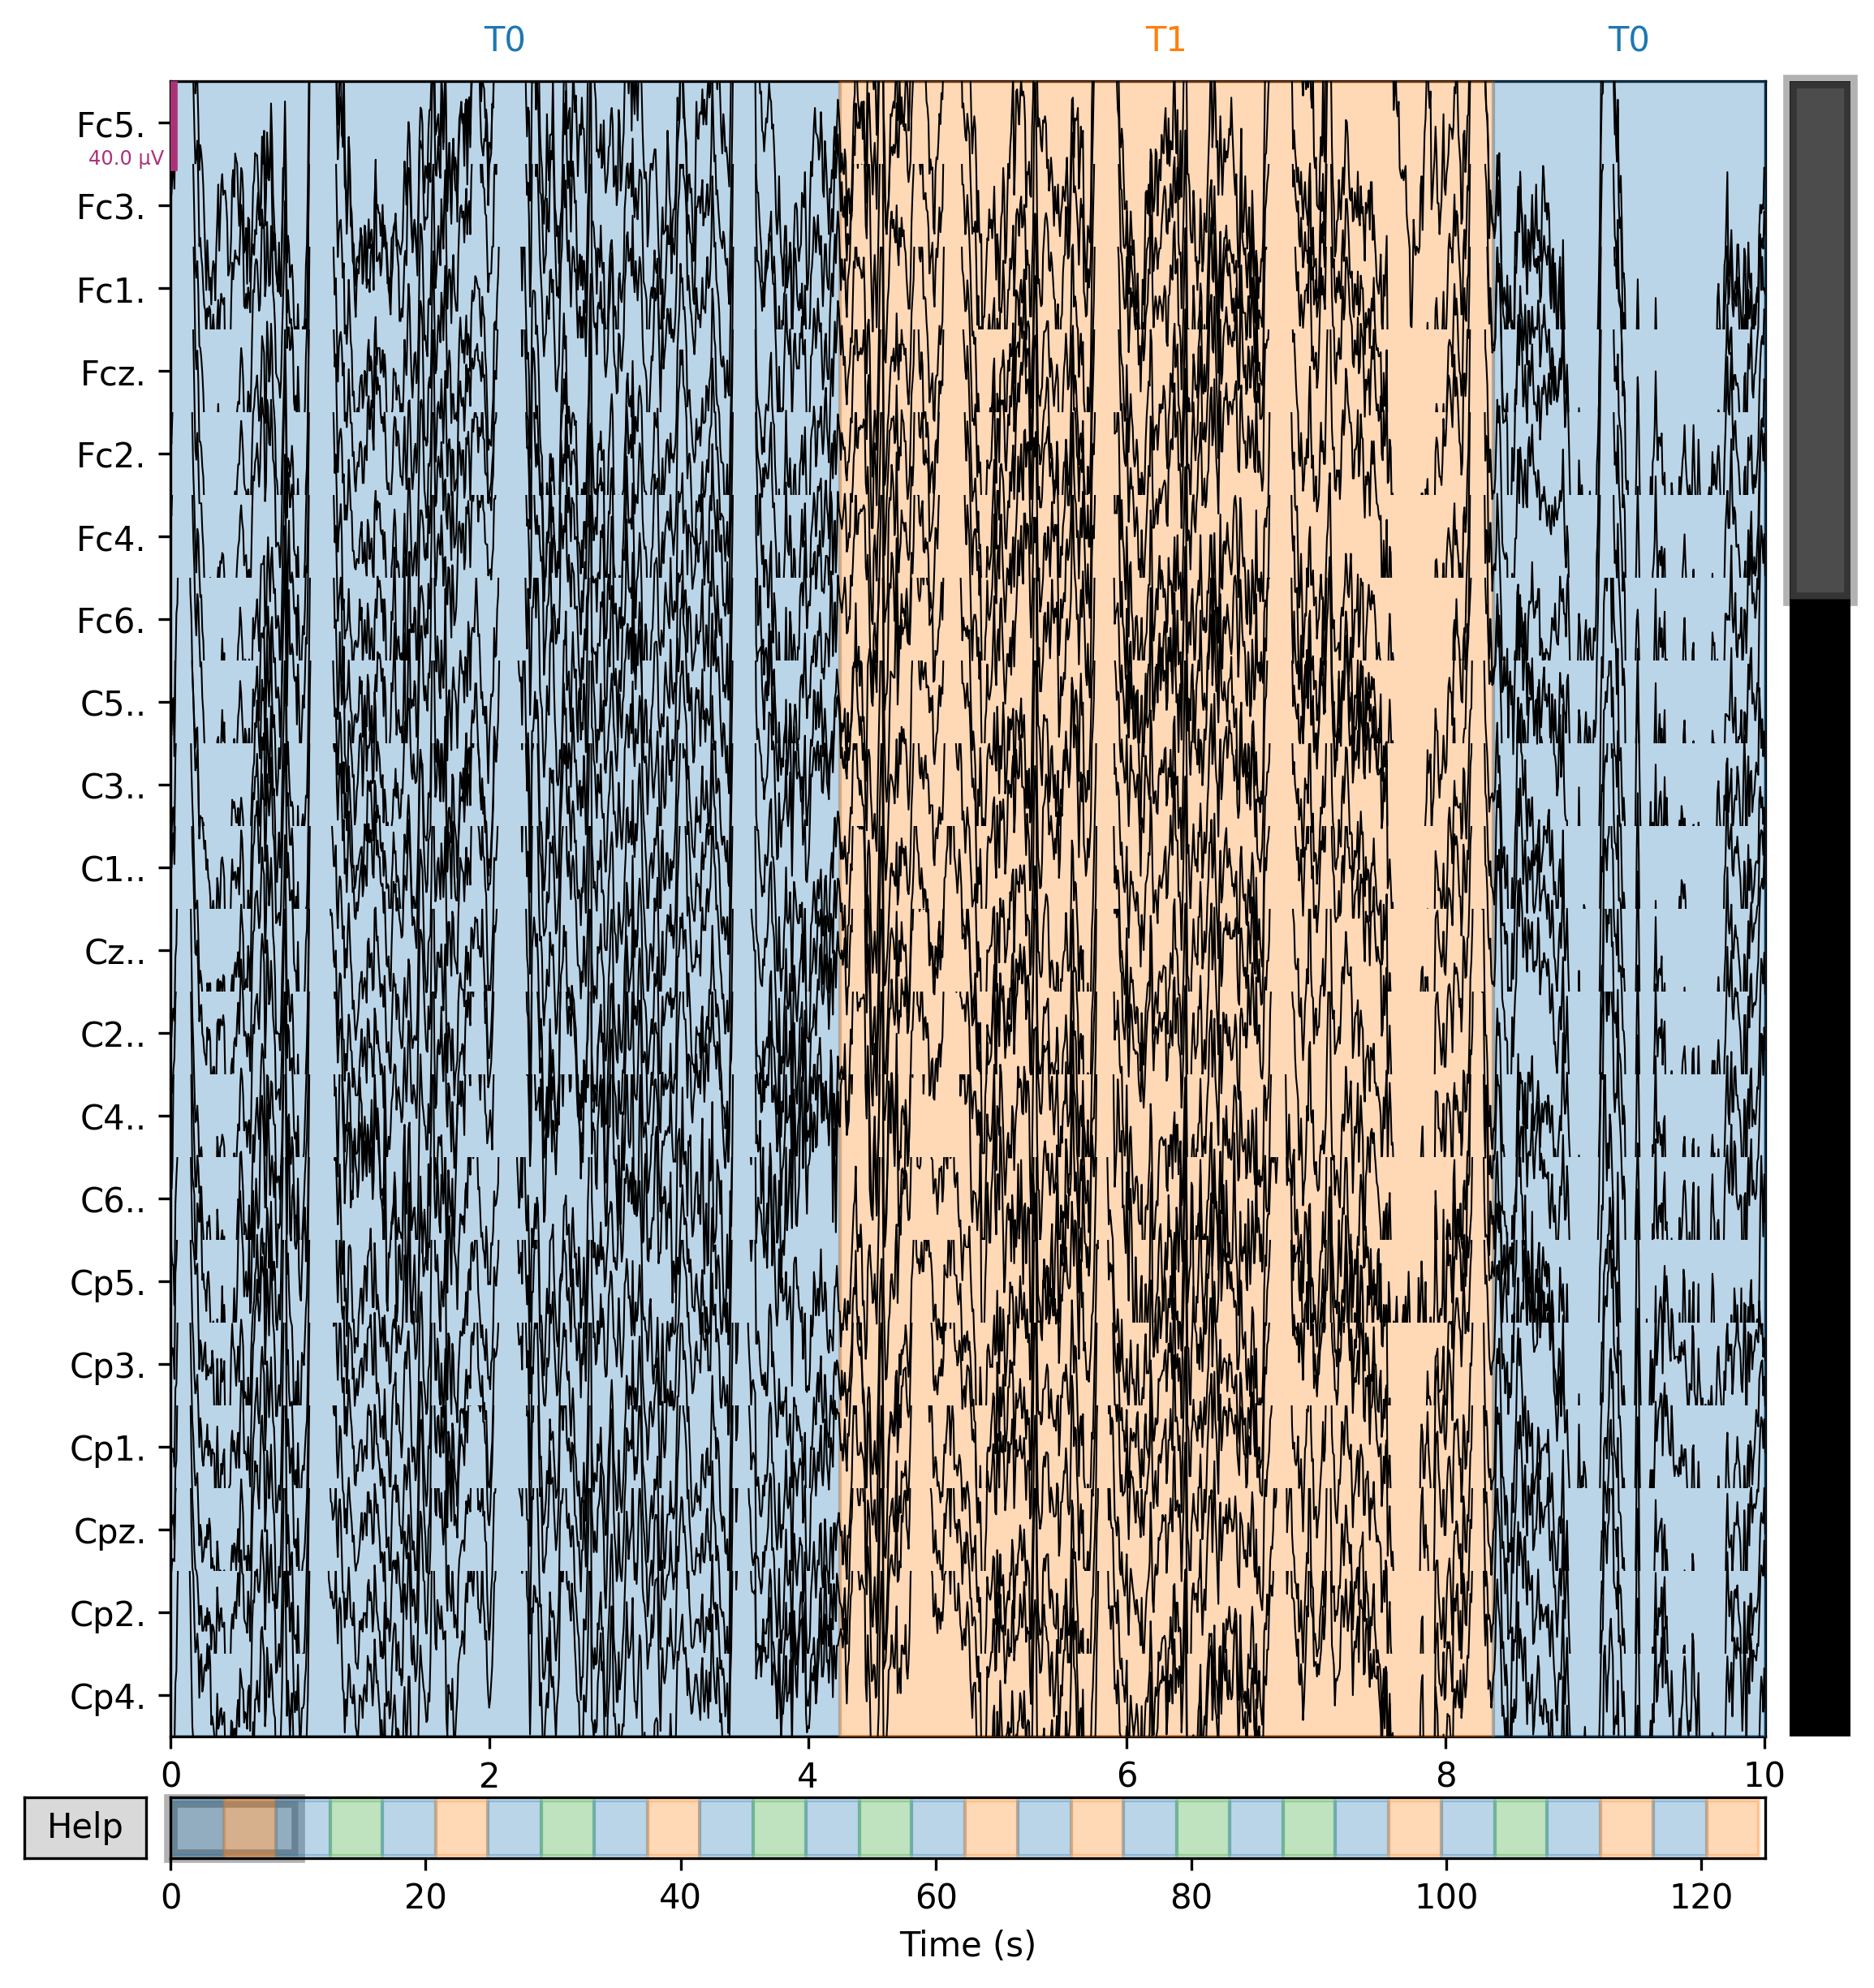 T0 T1 T0
Fc5.
40.0 µV
Fc3.
Fc1.
Fcz.
Fc2.
Fc4.
Fc6.
C5..
C3..
C1..
Cz..
C2..
C4..
C6..
Cp5.
Cp3.
Cp1.
Cpz.
Cp2.
Cp4.
0 2 4 6 8 10
Help
0 20 40 60 80 100 120
Time (s)